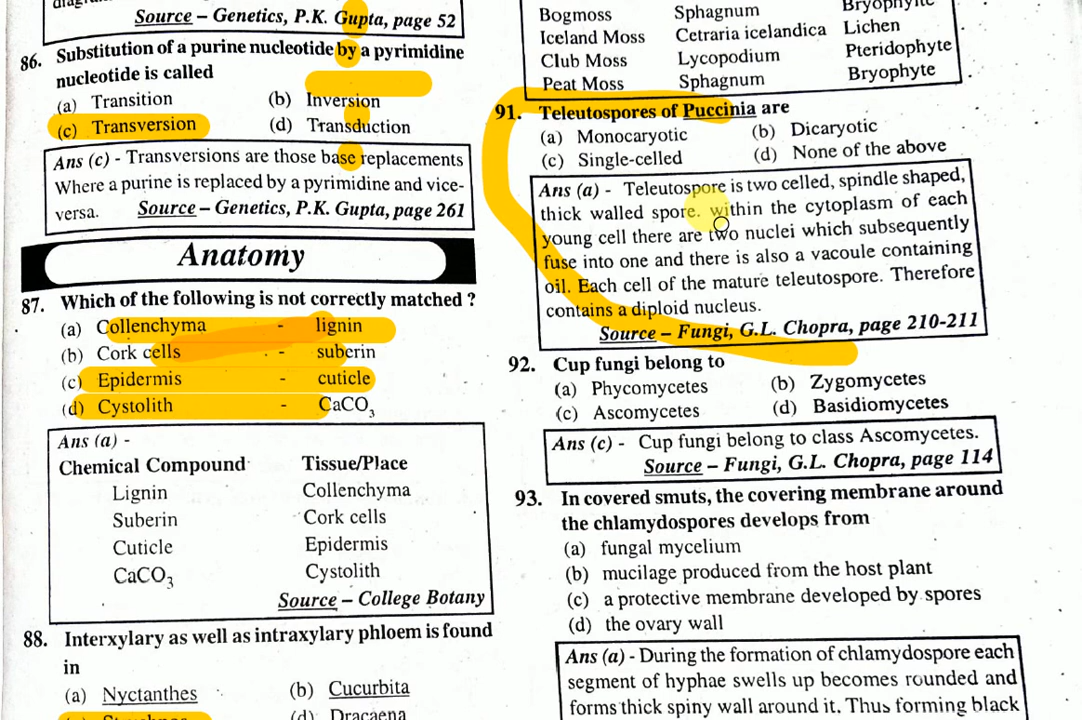 Source – Genetics, P.K. Gupta, page 52
86. Substitution of a purine nucleotide by a pyrimidine
nucleotide is called
(a) Transition (b) Inversion
(c) Transversion (d) Transduction
Ans (c) - Transversions are those base replacements
Where a purine is replaced by a pyrimidine and vice-
versa. Source – Genetics, P.K. Gupta, page 261
Anatomy
87. Which of the following is not correctly matched ?
(a) Collenchyma - lignin
(b) Cork cells - suberin
(c) Epidermis - cuticle
(d) Cystolith - CaCO₃
Ans (a) -
Chemical Compound Tissue/Place
Lignin Collenchyma
Suberin Cork cells
Cuticle Epidermis
CaCO₃ Cystolith
Source – College Botany
88. Interxylary as well as intraxylary phloem is found
in
(a) Nyctanthes (b) Cucurbita
(d) Dracaena
Bogmoss Sphagnum Bryophyte
Iceland Moss Cetraria icelandica Lichen
Club Moss Lycopodium Pteridophyte
Peat Moss Sphagnum Bryophyte
91. Teleutospores of Puccinia are
(a) Monocaryotic (b) Dicaryotic
(c) Single-celled (d) None of the above
Ans (a) - Teleutospore is two celled, spindle shaped,
thick walled spore. within the cytoplasm of each
young cell there are two nuclei which subsequently
fuse into one and there is also a vacoule containing
oil. Each cell of the mature teleutospore. Therefore
contains a diploid nucleus.
Source – Fungi, G.L. Chopra, page 210-211
92. Cup fungi belong to
(a) Phycomycetes (b) Zygomycetes
(c) Ascomycetes (d) Basidiomycetes
Ans (c) - Cup fungi belong to class Ascomycetes.
Source – Fungi, G.L. Chopra, page 114
93. In covered smuts, the covering membrane around
the chlamydospores develops from
(a) fungal mycelium
(b) mucilage produced from the host plant
(c) a protective membrane developed by spores
(d) the ovary wall
Ans (a) - During the formation of chlamydospore each
segment of hyphae swells up becomes rounded and
forms thick spiny wall around it. Thus forming black